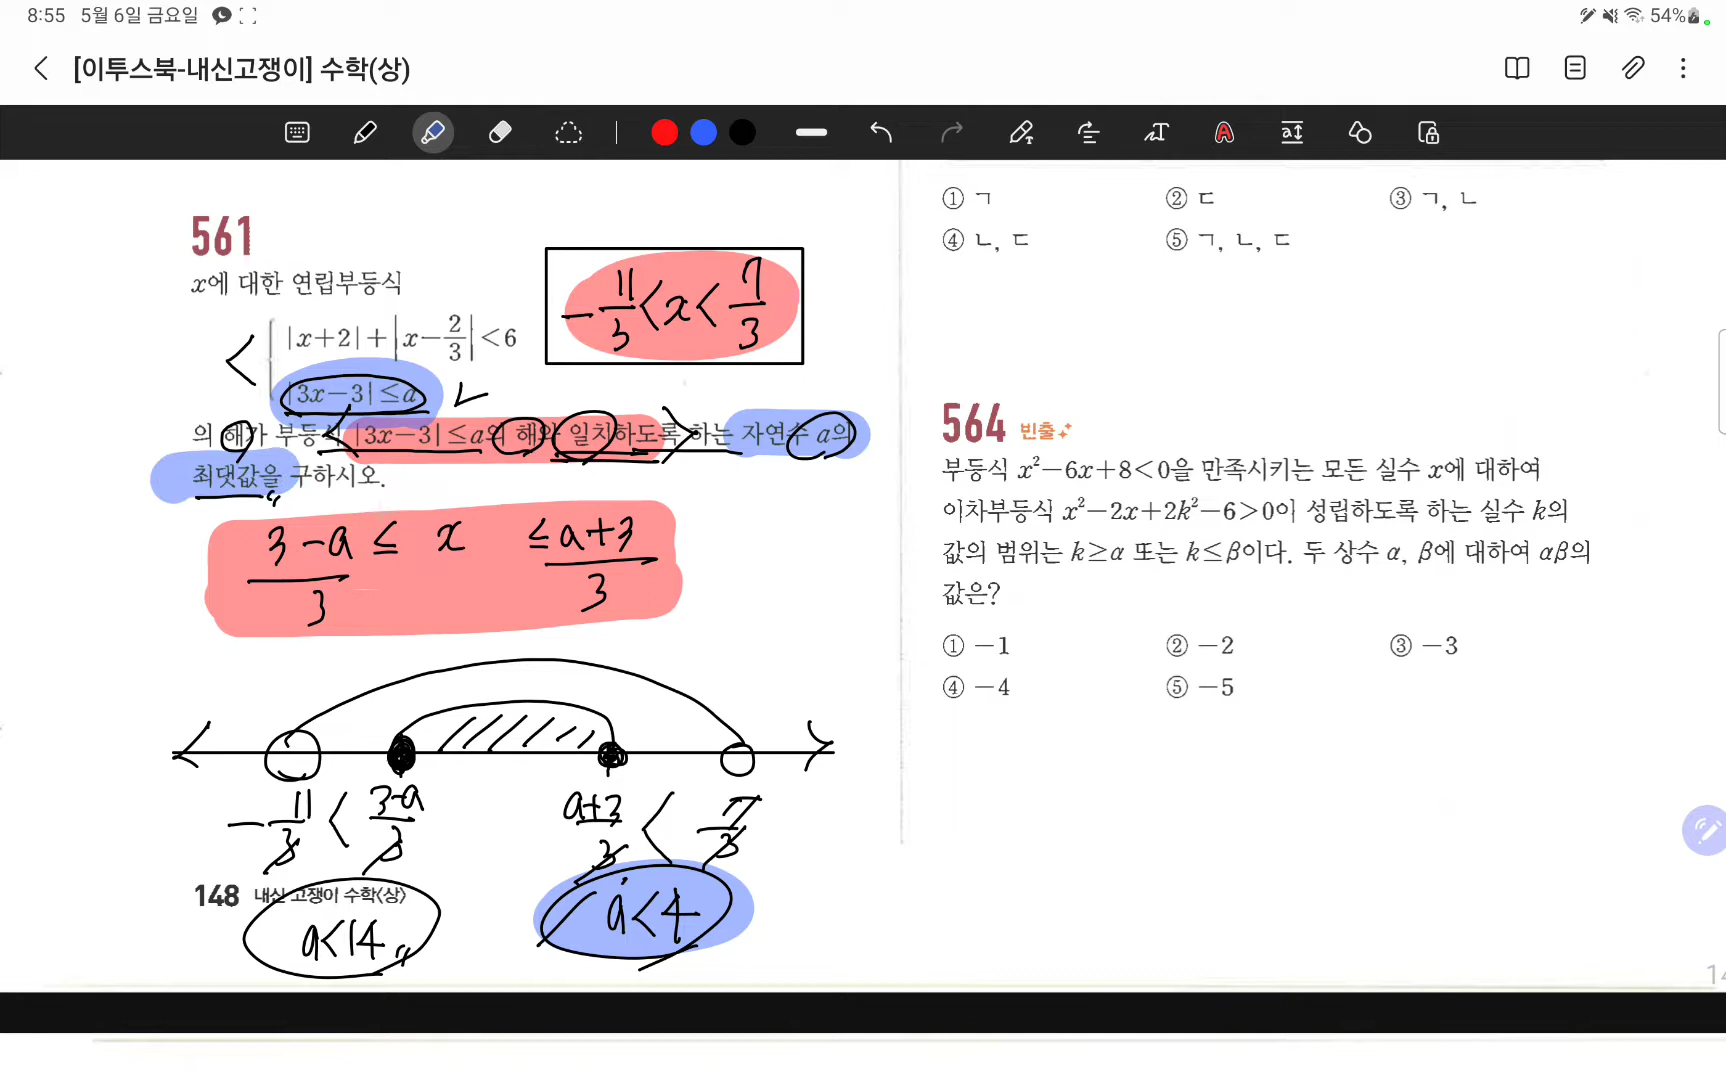 8:55 5월 6일 금요일 54%
[이투스북-내신고쟁이] 수학(상)
561
x에 대한 연립부등식
|x+2|+|x-2/3|<6
|3x-3|≤a
의 해가 부등식 |3x-3|≤a의 해와 일치하도록 하는 자연수 a의
최댓값을 구하시오.
-11/3<x<7/3
(3-a)/3 ≤ x ≤ (a+3)/3
-11/3 < (3-a)/3
(a+3)/3 < 7/3
a<14
a<4
148 내신 고쟁이 수학(상)
① ㄱ ② ㄷ ③ ㄱ, ㄴ
④ ㄴ, ㄷ ⑤ ㄱ, ㄴ, ㄷ
564 빈출
부등식 x²-6x+8<0을 만족시키는 모든 실수 x에 대하여
이차부등식 x²-2x+2k²-6>0이 성립하도록 하는 실수 k의
값의 범위는 k≥α 또는 k≤β이다. 두 상수 α, β에 대하여 αβ의
값은?
① -1 ② -2 ③ -3
④ -4 ⑤ -5